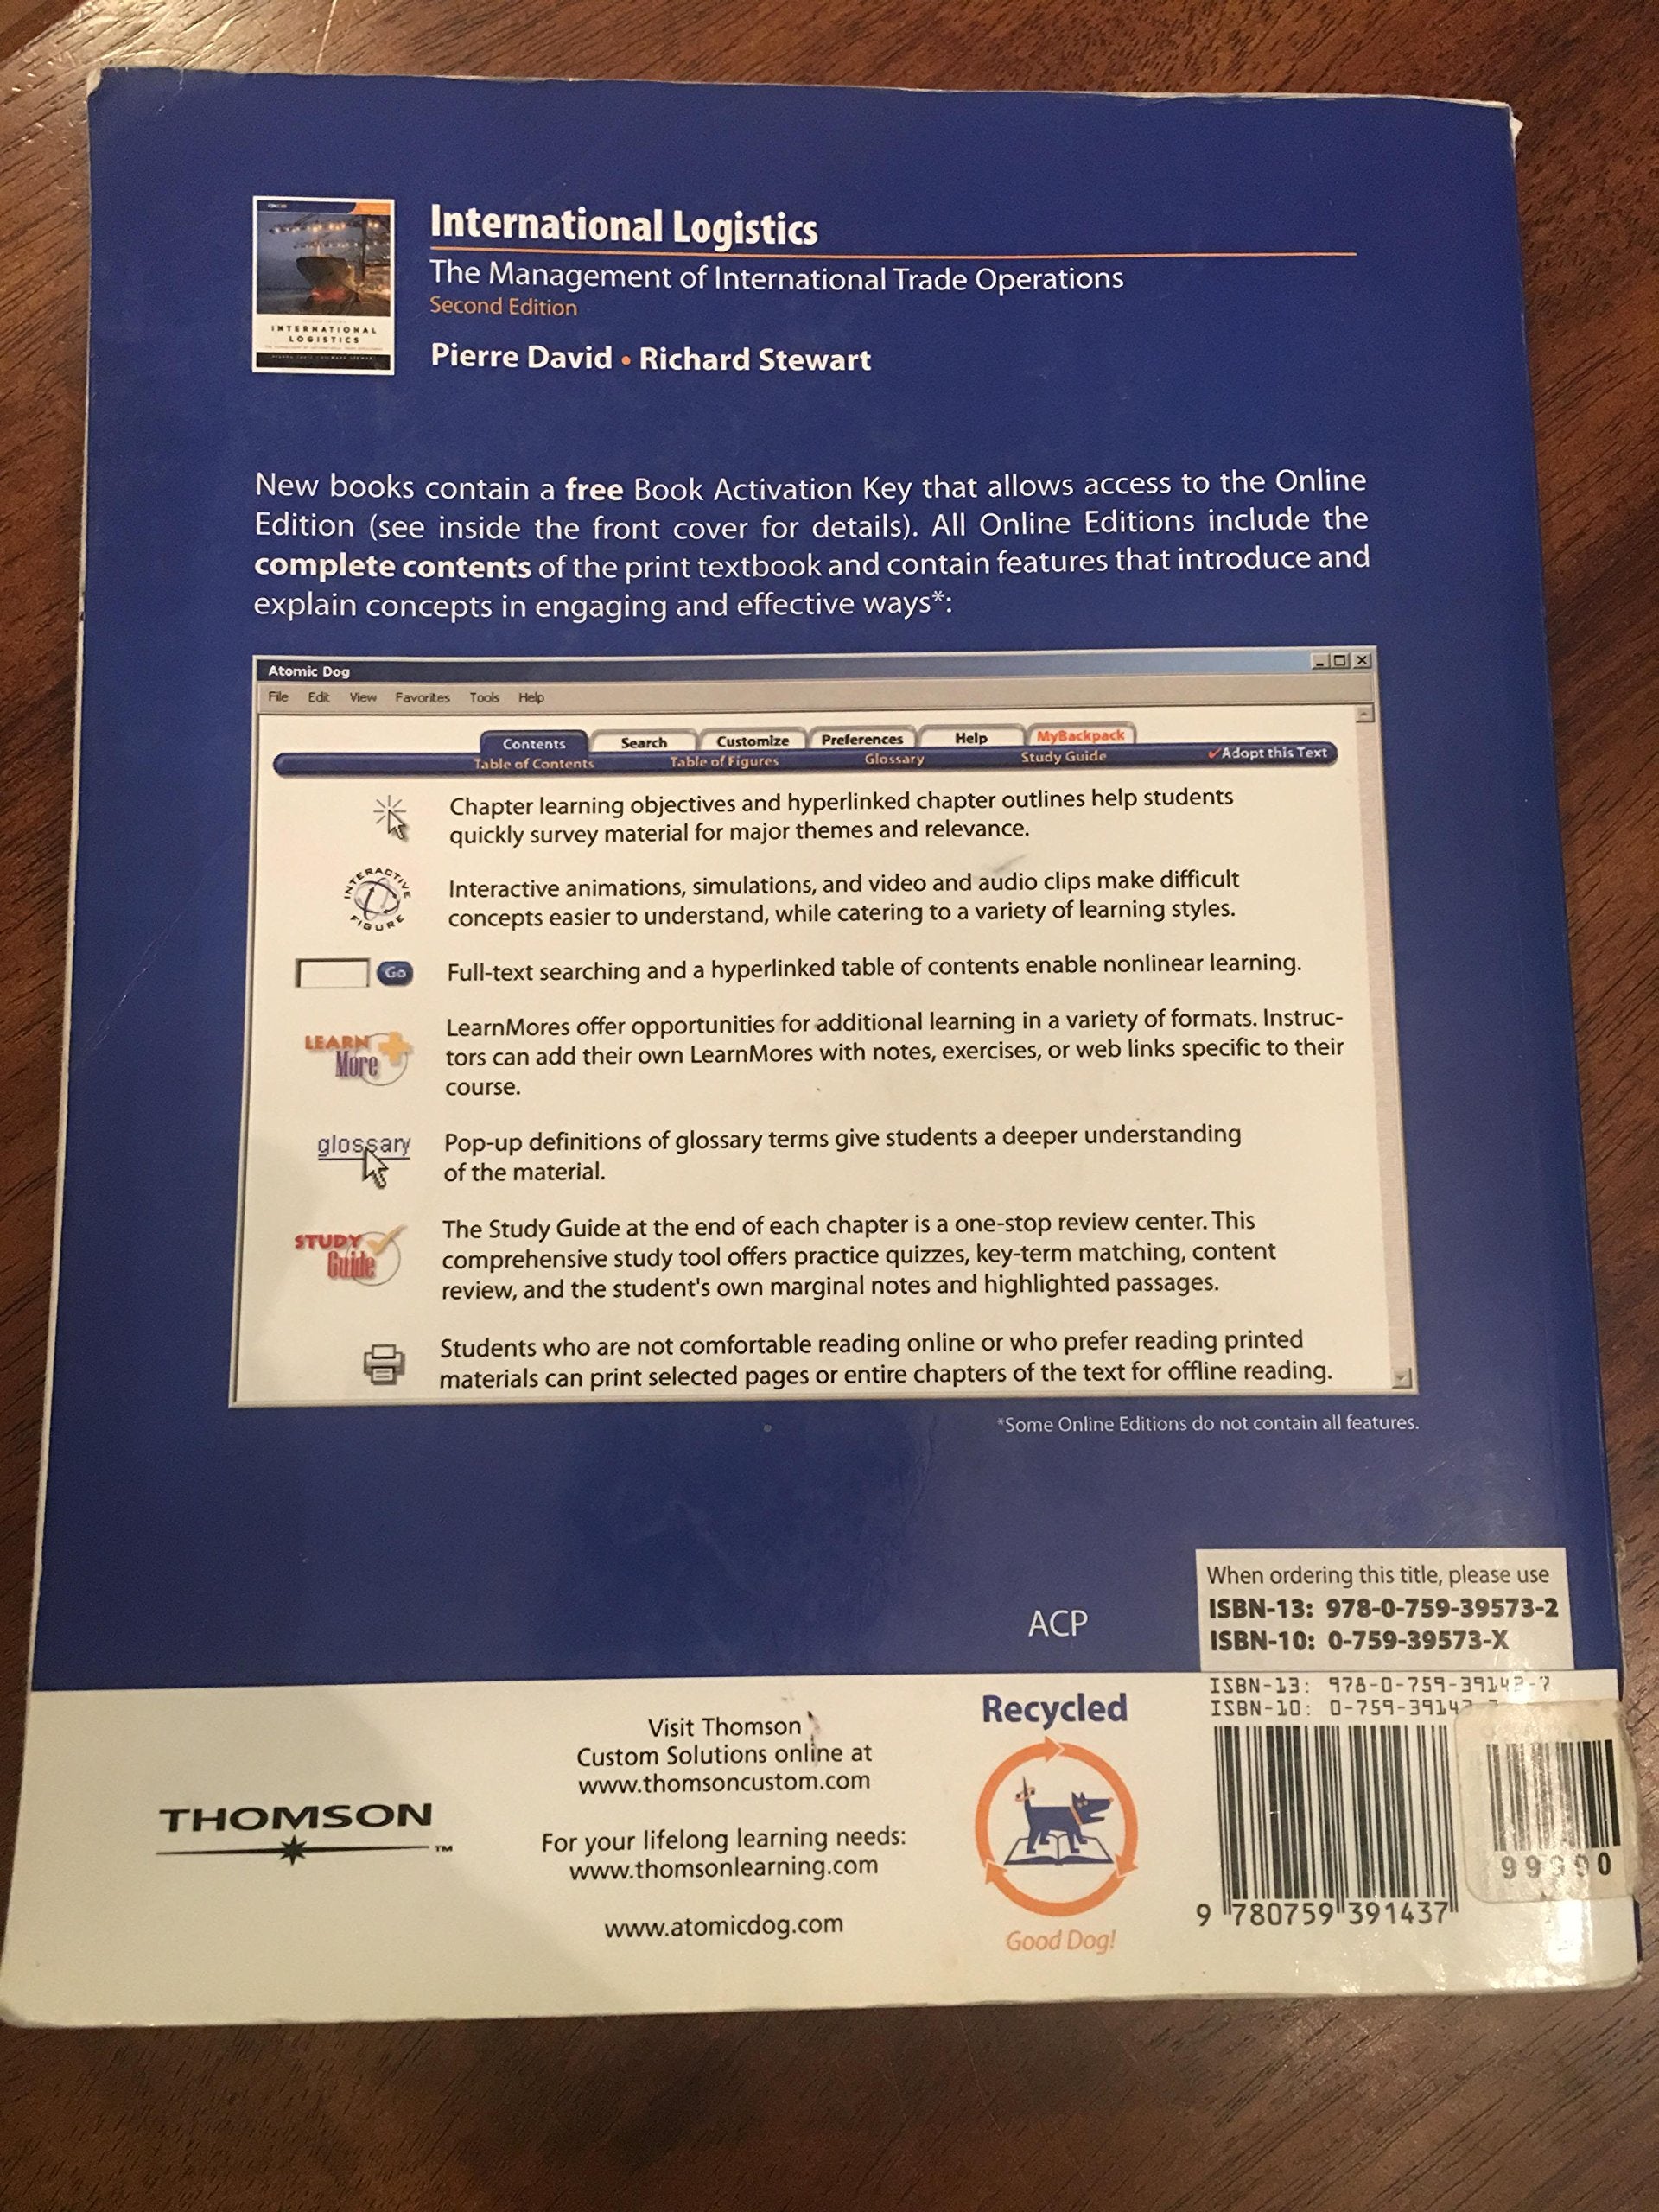 International Logistics
The Management of International Trade Operations
Second Edition
Pierre David • Richard Stewart
INTERNATIONAL
LOGISTICS
New books contain a free Book Activation Key that allows access to the Online
Edition (see inside the front cover for details). All Online Editions include the
complete contents of the print textbook and contain features that introduce and
explain concepts in engaging and effective ways*:
Atomic Dog
File Edit View Favorites Tools Help
Contents Search Customize Preferences Help MyBackpack
Table of Contents Table of Figures Glossary Study Guide Adopt this Text
Chapter learning objectives and hyperlinked chapter outlines help students
quickly survey material for major themes and relevance.
INTERACTIVE
FIGURE
Interactive animations, simulations, and video and audio clips make difficult
concepts easier to understand, while catering to a variety of learning styles.
Go
Full-text searching and a hyperlinked table of contents enable nonlinear learning.
LEARN
More
LearnMores offer opportunities for additional learning in a variety of formats. Instruc-
tors can add their own LearnMores with notes, exercises, or web links specific to their
course.
glossary
Pop-up definitions of glossary terms give students a deeper understanding
of the material.
STUDY
Guide
The Study Guide at the end of each chapter is a one-stop review center. This
comprehensive study tool offers practice quizzes, key-term matching, content
review, and the student's own marginal notes and highlighted passages.
Students who are not comfortable reading online or who prefer reading printed
materials can print selected pages or entire chapters of the text for offline reading.
*Some Online Editions do not contain all features.
ACP
When ordering this title, please use
ISBN-13: 978-0-759-39573-2
ISBN-10: 0-759-39573-X
ISBN-13: 978-0-759-39143-7
ISBN-10:
THOMSON™
Visit Thomson
Custom Solutions online at
www.thomsoncustom.com
For your lifelong learning needs:
www.thomsonlearning.com
www.atomicdog.com
Recycled
Good Dog!
9 780759 391437
99990